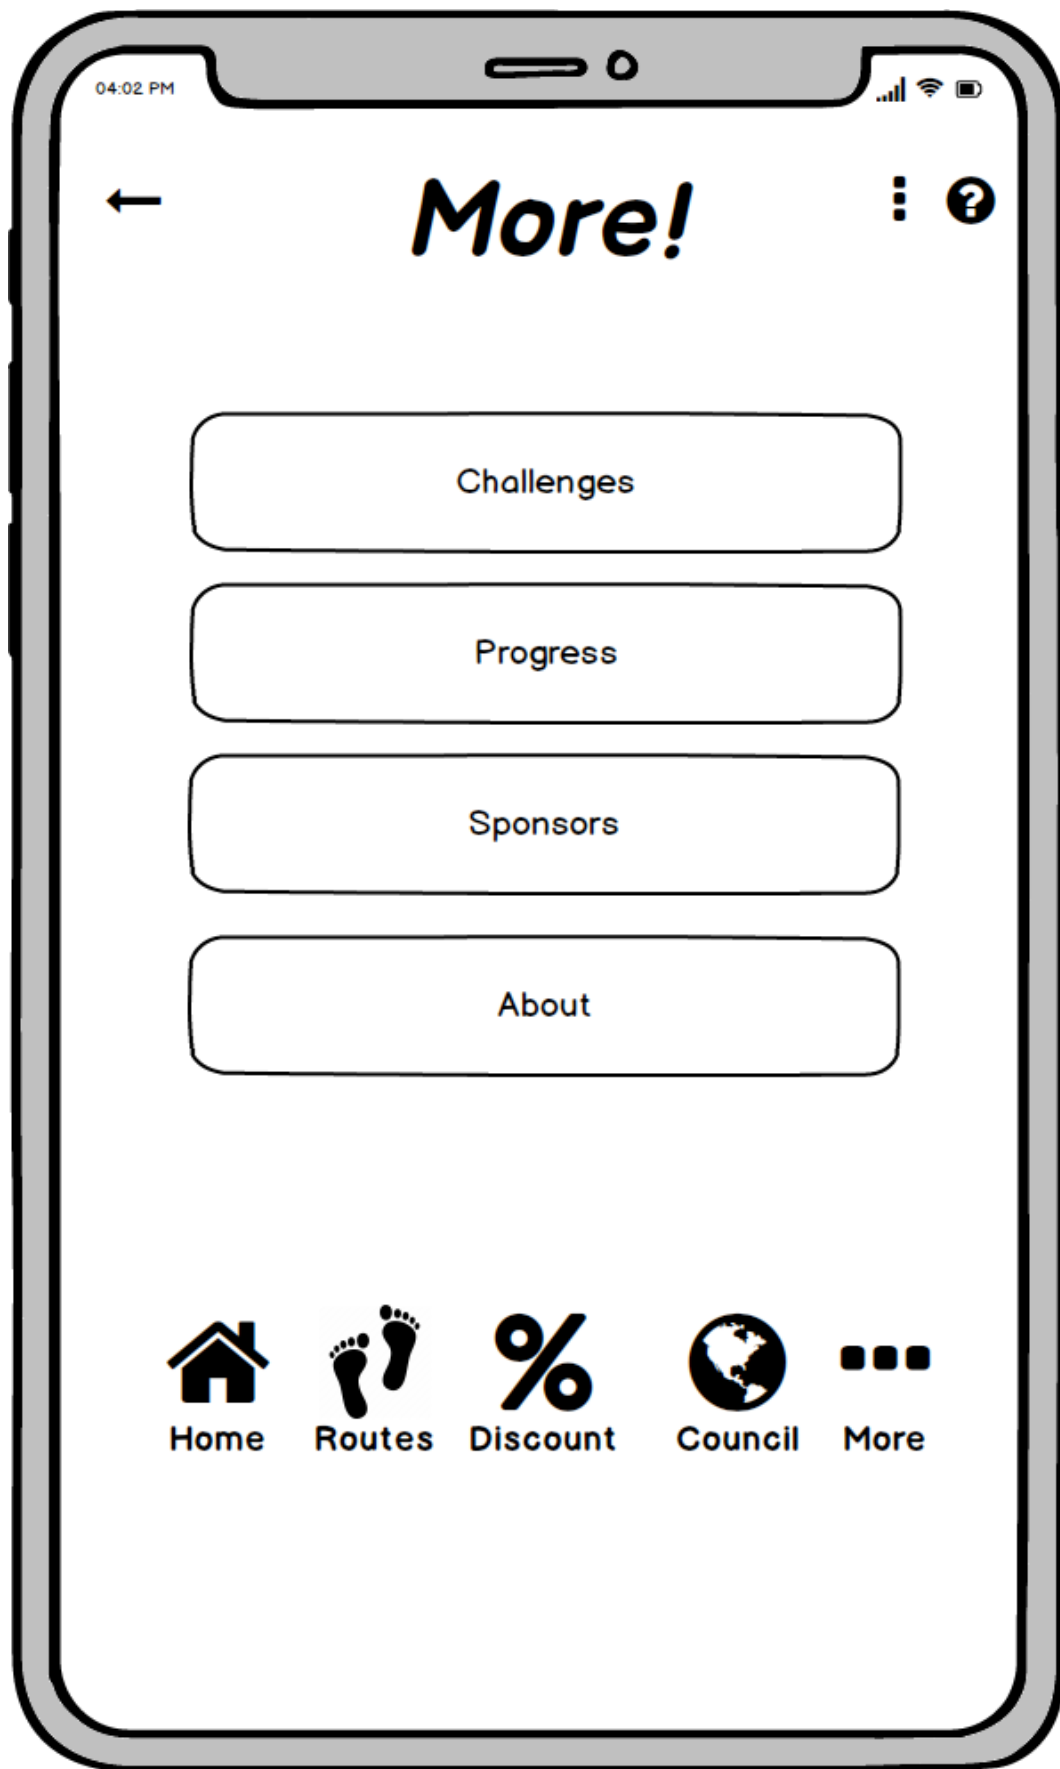 04:02 PM
More!
Challenges
Progress
Sponsors
About
Home Routes Discount Council More